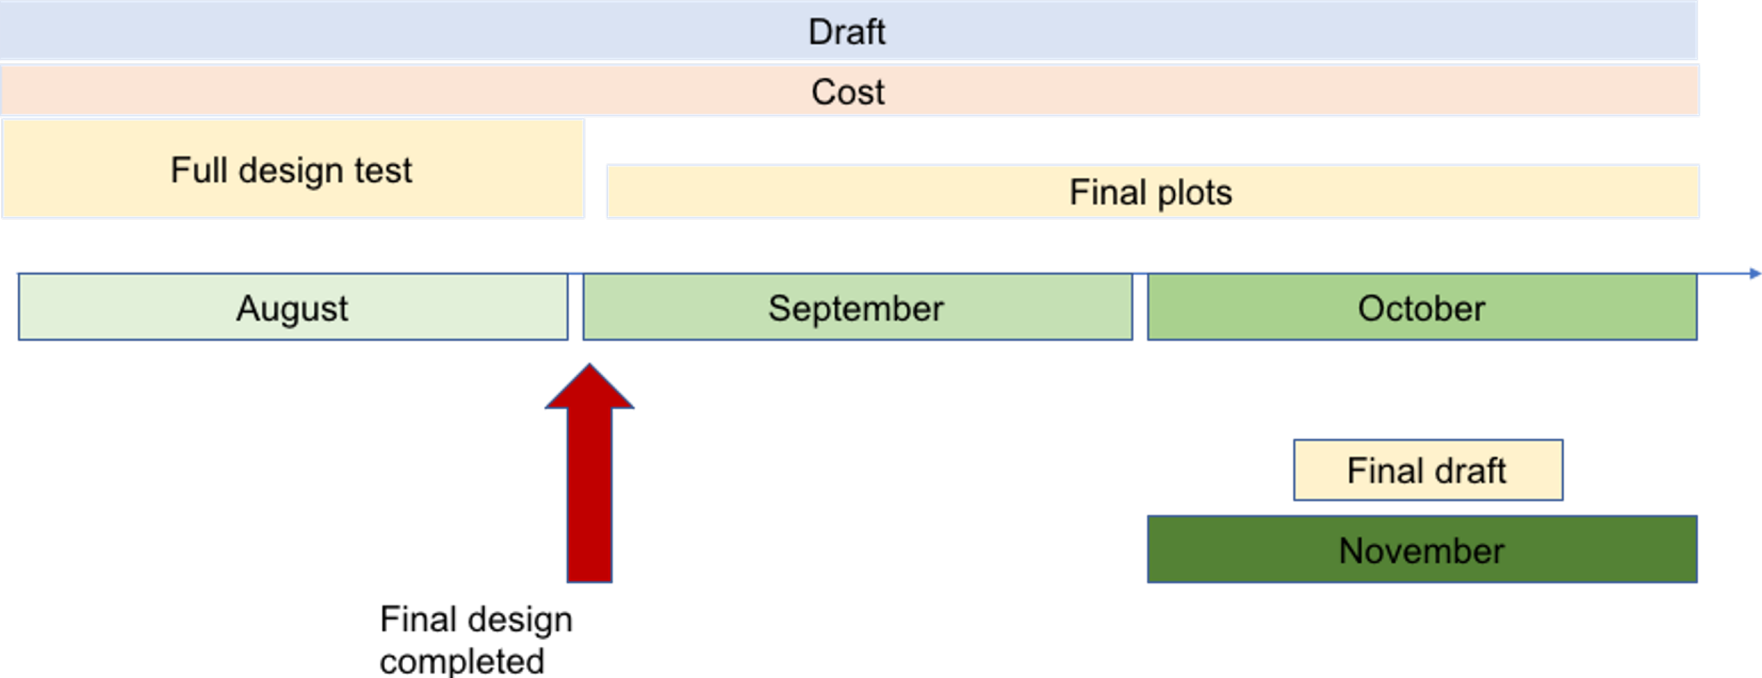 Draft
Cost
Full design test
Final plots
August
September
October
Final draft
November
Final design
completed